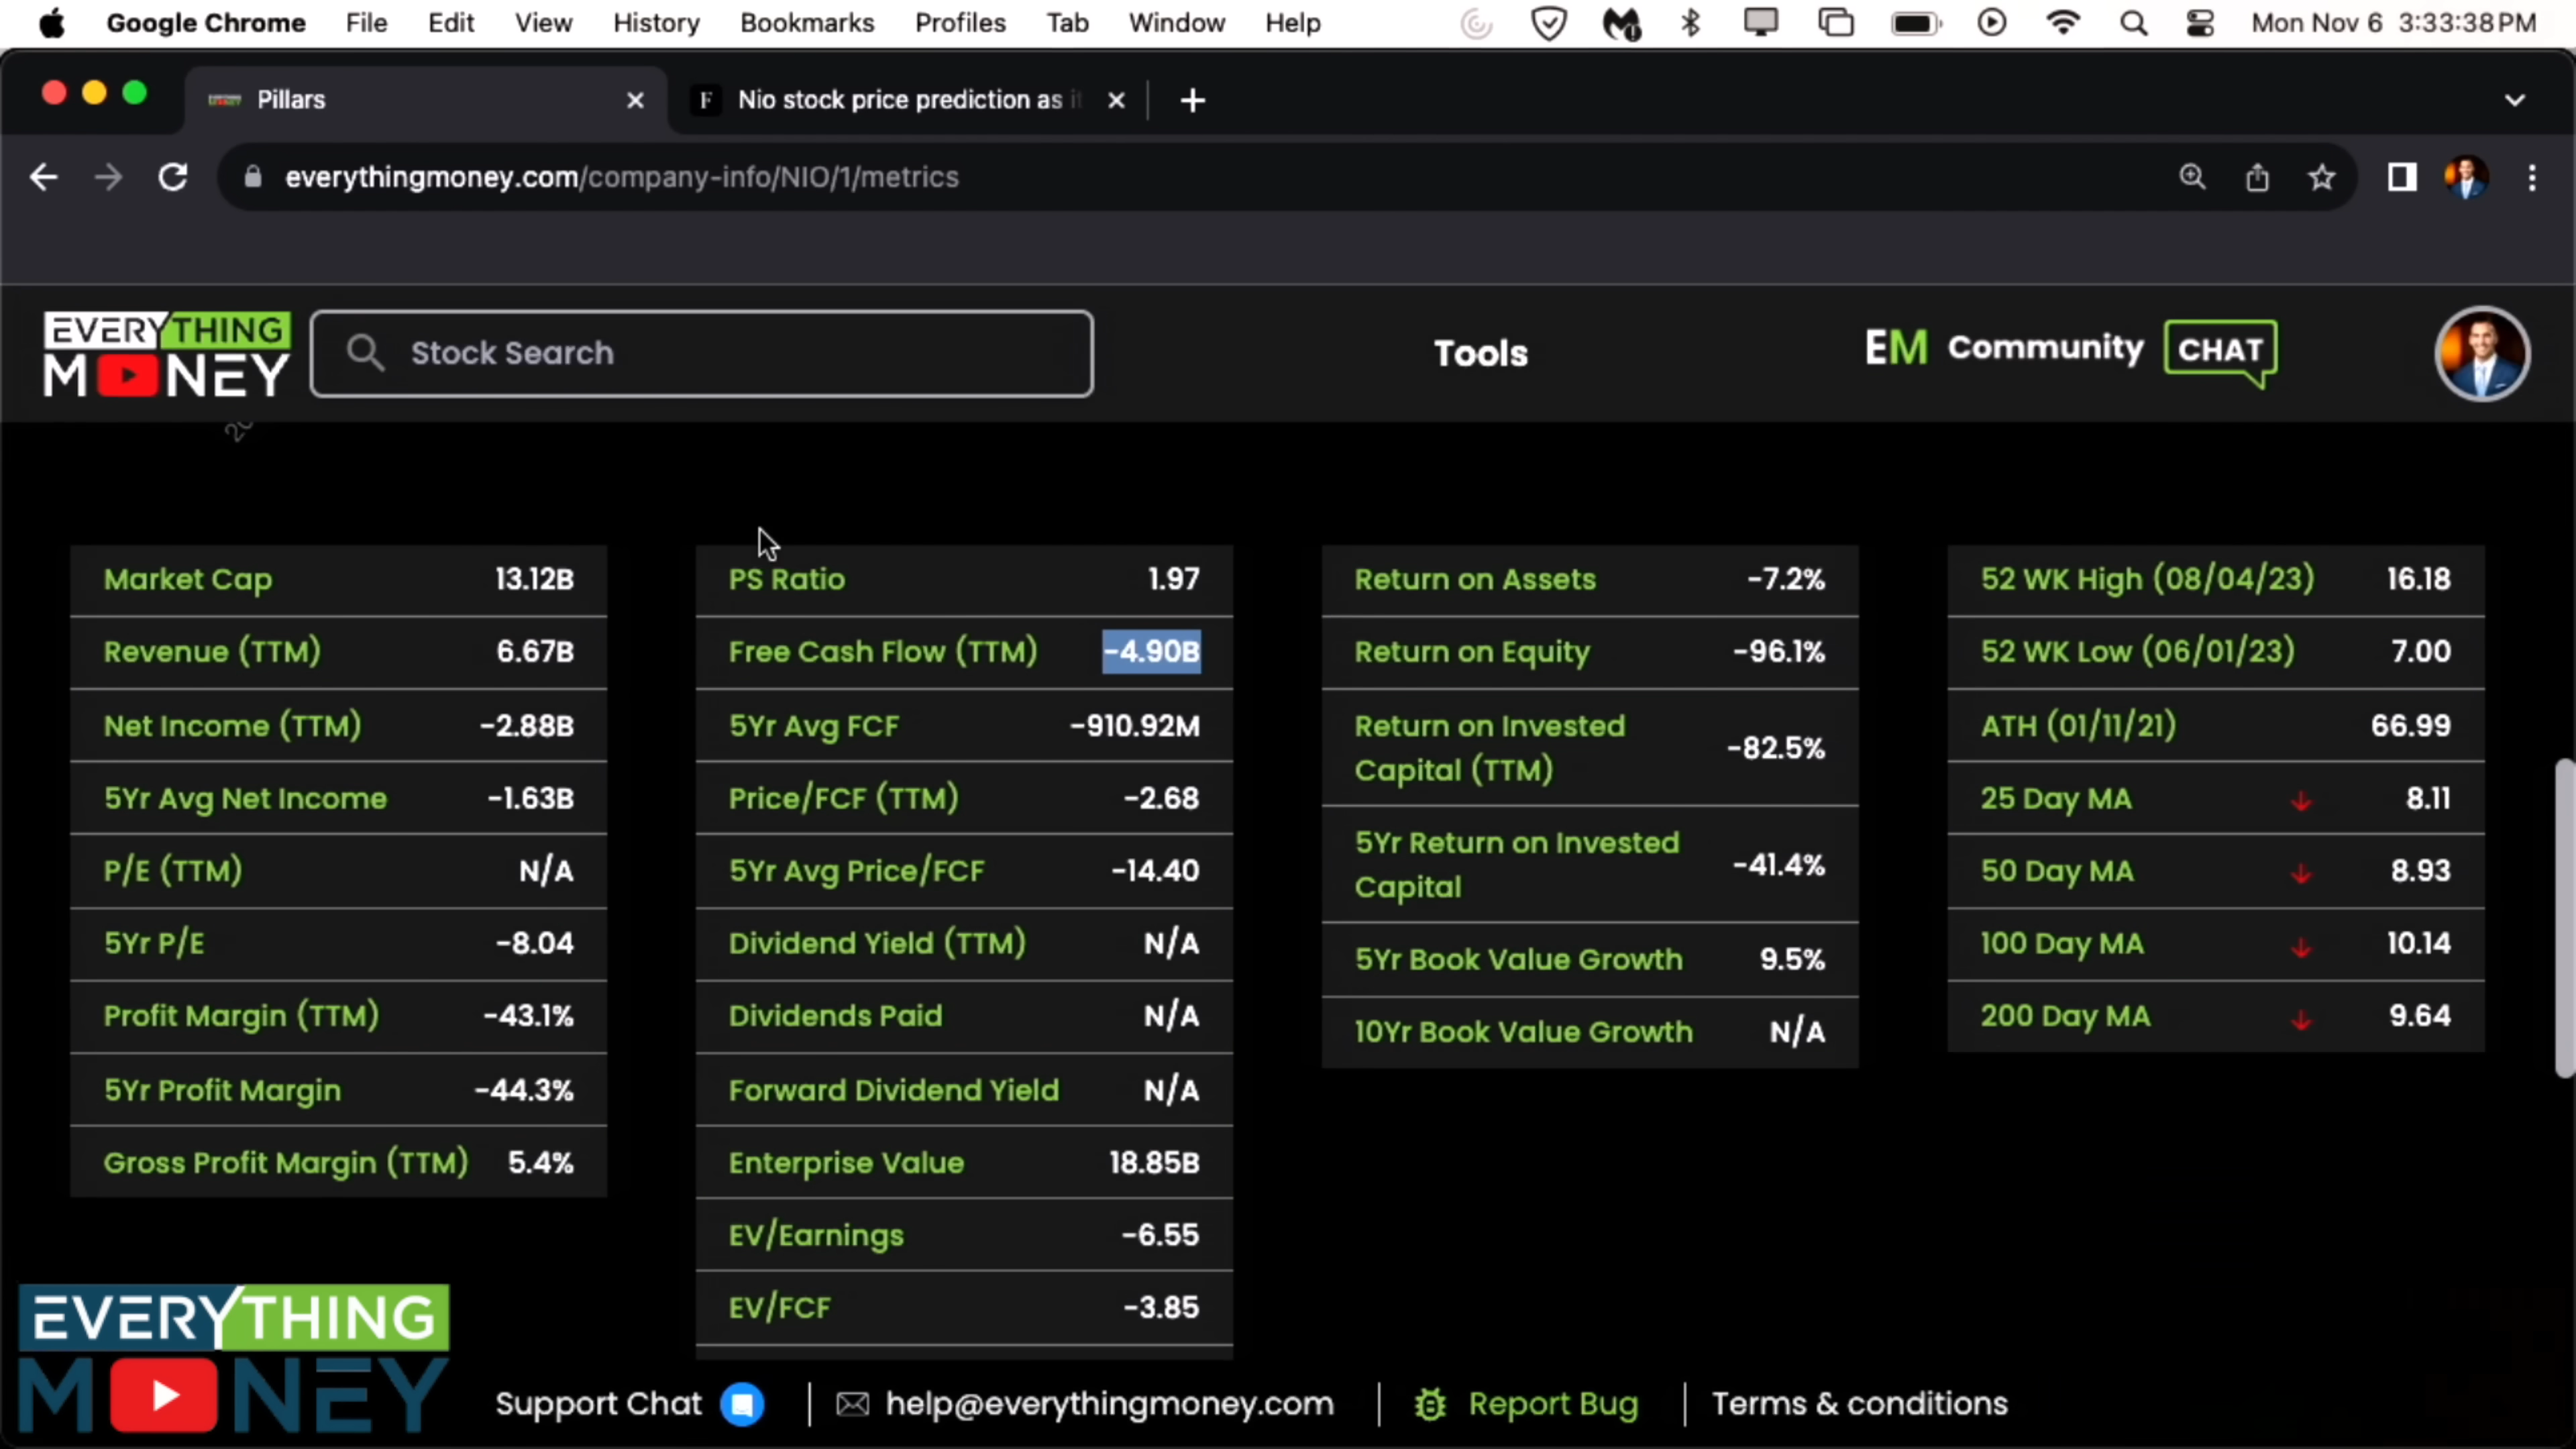 Google Chrome File Edit View History Bookmarks Profiles Tab Window Help Mon Nov 6 3:33:38 PM
Pillars
F Nio stock price prediction as
everythingmoney.com/company-info/NIO/1/metrics
EVERYTHING
MONEY
Stock Search
Tools
EM Community CHAT
Market Cap 13.12B
Revenue (TTM) 6.67B
Net Income (TTM) -2.88B
5Yr Avg Net Income -1.63B
P/E (TTM) N/A
5Yr P/E -8.04
Profit Margin (TTM) -43.1%
5Yr Profit Margin -44.3%
Gross Profit Margin (TTM) 5.4%
PS Ratio 1.97
Free Cash Flow (TTM) -4.90B
5Yr Avg FCF -910.92M
Price/FCF (TTM) -2.68
5Yr Avg Price/FCF -14.40
Dividend Yield (TTM) N/A
Dividends Paid N/A
Forward Dividend Yield N/A
Enterprise Value 18.85B
EV/Earnings -6.55
EV/FCF -3.85
Return on Assets -7.2%
Return on Equity -96.1%
Return on Invested
Capital (TTM) -82.5%
5Yr Return on Invested
Capital -41.4%
5Yr Book Value Growth 9.5%
10Yr Book Value Growth N/A
52 WK High (08/04/23) 16.18
52 WK Low (06/01/23) 7.00
ATH (01/11/21) 66.99
25 Day MA 8.11
50 Day MA 8.93
100 Day MA 10.14
200 Day MA 9.64
EVERYTHING
MONEY
Support Chat
help@everythingmoney.com
Report Bug
Terms & conditions